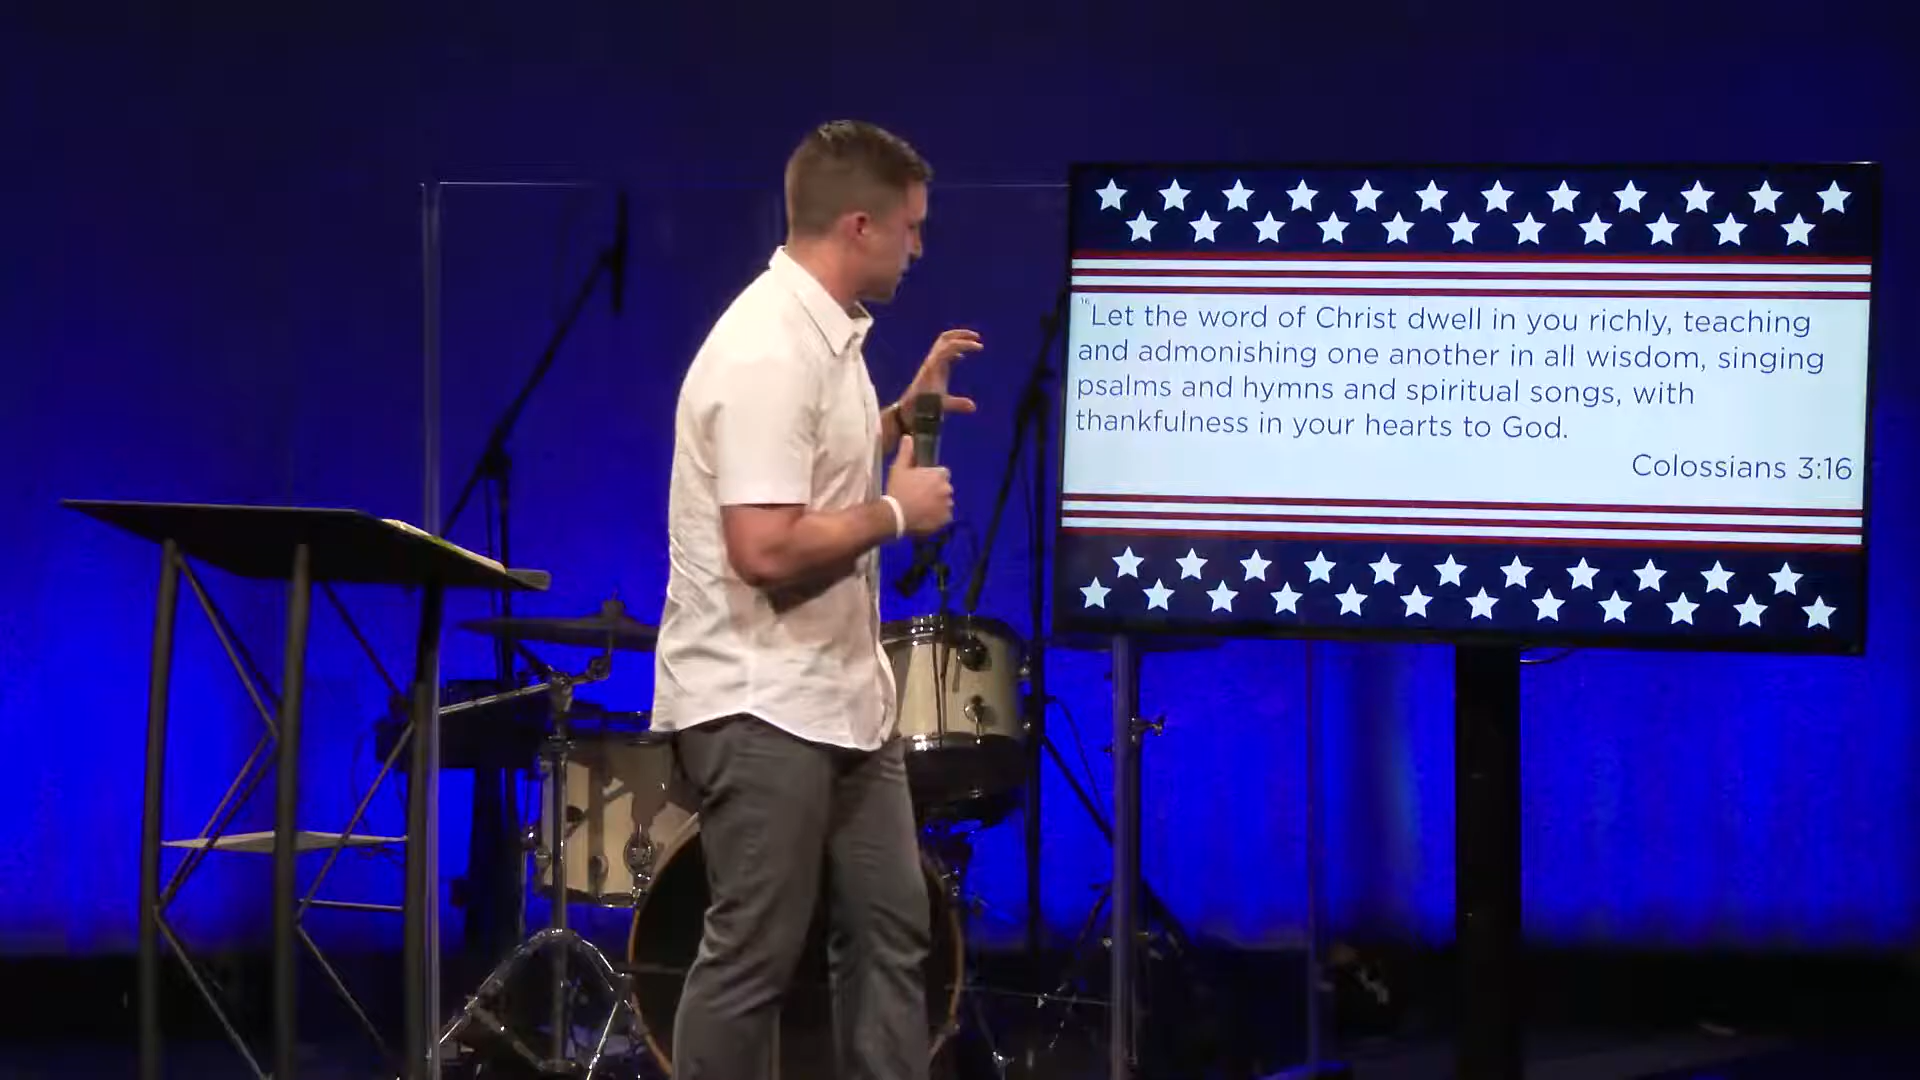 16
Let the word of Christ dwell in you richly, teaching
and admonishing one another in all wisdom, singing
psalms and hymns and spiritual songs, with
thankfulness in your hearts to God.
Colossians 3:16